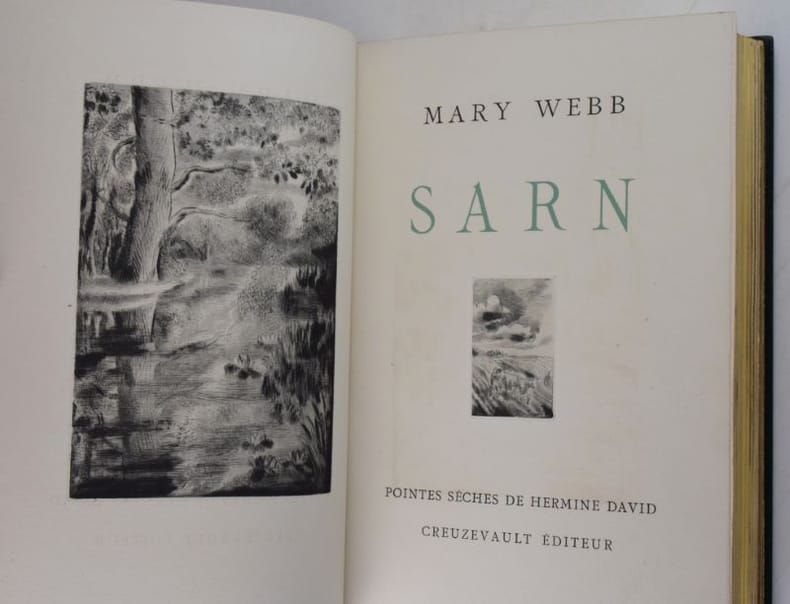 MARY WEBB
SARN
POINTES SÈCHES DE HERMINE DAVID
CREUZEVAULT ÉDITEUR